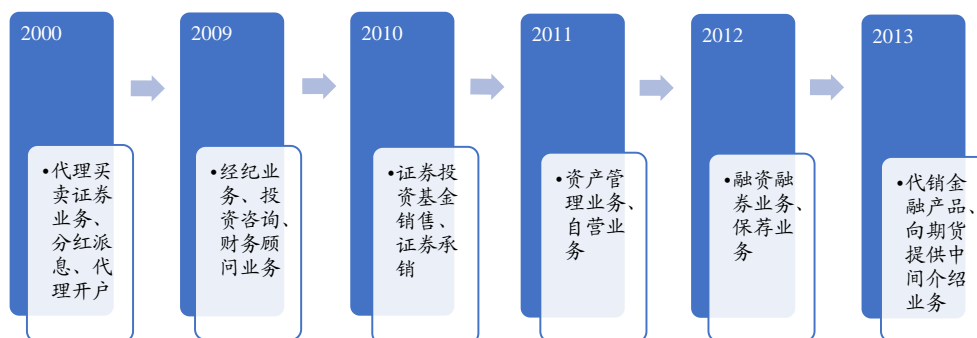 2000
•代理买
卖证券
业务、
分红派
息、代
理开户
2009
•经纪业
务、投
资咨询、
财务顾
问业务
2010
•证券投
资基金
销售、
证券承
销
2011
•资产管
理业务、
自营业
务
2012
•融资融
券业务、
保荐业
务
2013
•代销金
融产品、
向期货
提供中
间介绍
业务